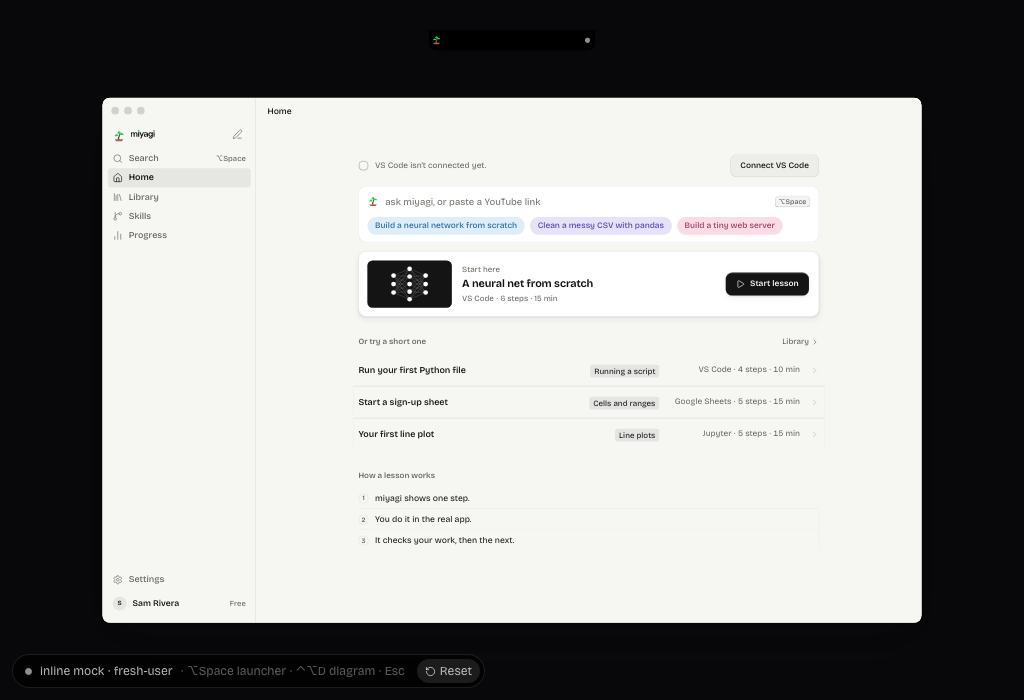 Home
miyagi
Search ⌥Space
Home
Library
Skills
Progress
VS Code isn't connected yet. Connect VS Code
ask miyagi, or paste a YouTube link ⌥Space
Build a neural network from scratch Clean a messy CSV with pandas Build a tiny web server
Start here
A neural net from scratch
VS Code · 6 steps · 15 min
Start lesson
Or try a short one Library
Run your first Python file Running a script VS Code · 4 steps · 10 min
Start a sign-up sheet Cells and ranges Google Sheets · 5 steps · 15 min
Your first line plot Line plots Jupyter · 5 steps · 15 min
How a lesson works
1 miyagi shows one step.
2 You do it in the real app.
3 It checks your work, then the next.
Settings
S Sam Rivera Free
inline mock · fresh-user · ⌥Space launcher · ^⌥D diagram · Esc Reset